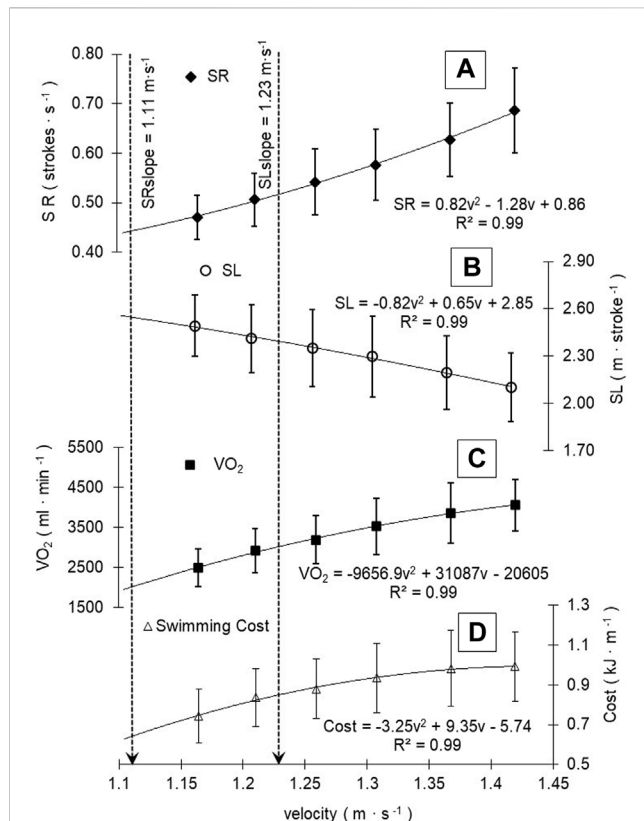 A
SR
0.80
0.70
0.60
0.50
0.40
S R ( strokes · s⁻¹ )
SRslope = 1.11 m·s⁻¹
SLslope = 1.23 m·s⁻¹
SR = 0.82v² - 1.28v + 0.86
R² = 0.99
B
SL
SL = -0.82v² + 0.65v + 2.85
R² = 0.99
2.90
2.60
2.30
2.00
1.70
SL ( m · stroke⁻¹ )
C
VO₂
5500
4500
3500
2500
1500
VO₂ ( ml · min⁻¹ )
VO₂ = -9656.9v² + 31087v - 20605
R² = 0.99
D
Swimming Cost
Cost = -3.25v² + 9.35v - 5.74
R² = 0.99
1.3
1.1
0.9
0.7
0.5
Cost ( kJ · m⁻¹ )
1.1 1.15 1.2 1.25 1.3 1.35 1.4 1.45
velocity ( m · s⁻¹ )